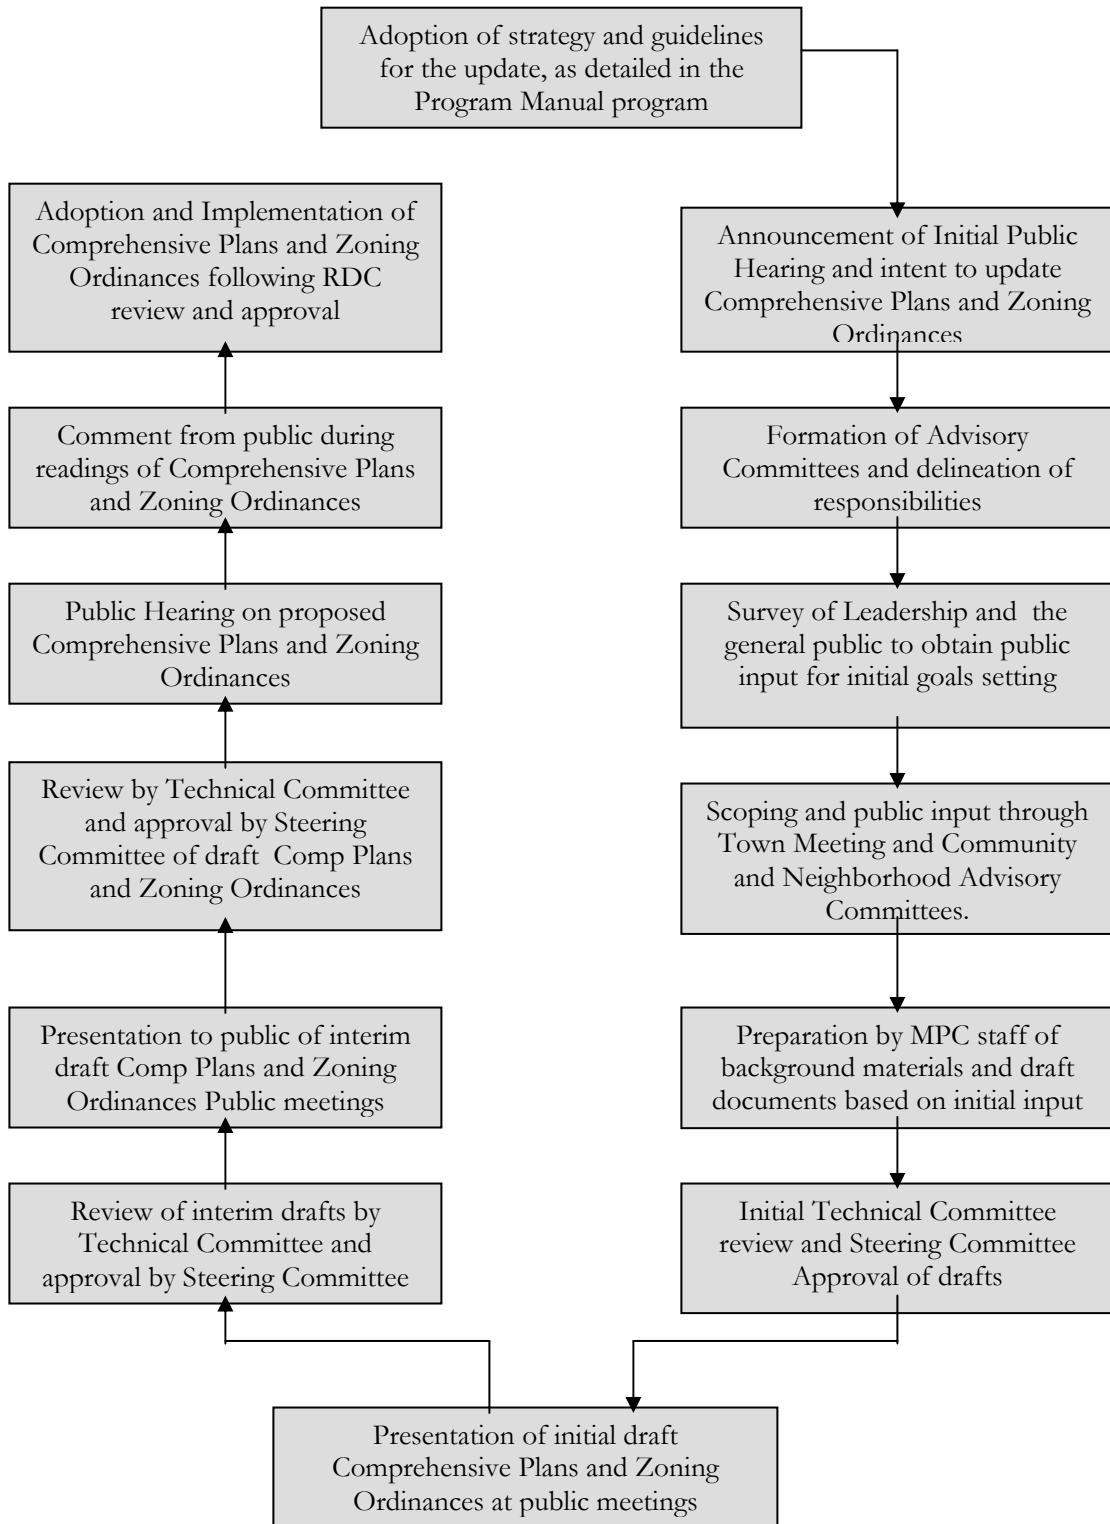 Adoption of strategy and guidelines
for the update, as detailed in the
Program Manual program
Announcement of Initial Public
Hearing and intent to update
Comprehensive Plans and Zoning
Ordinances
Formation of Advisory
Committees and delineation of
responsibilities
Survey of Leadership and the
general public to obtain public
input for initial goals setting
Scoping and public input through
Town Meeting and Community
and Neighborhood Advisory
Committees.
Preparation by MPC staff of
background materials and draft
documents based on initial input
Initial Technical Committee
review and Steering Committee
Approval of drafts
Presentation of initial draft
Comprehensive Plans and Zoning
Ordinances at public meetings
Review of interim drafts by
Technical Committee and
approval by Steering Committee
Presentation to public of interim
draft Comp Plans and Zoning
Ordinances Public meetings
Review by Technical Committee
and approval by Steering
Committee of draft Comp Plans
and Zoning Ordinances
Public Hearing on proposed
Comprehensive Plans and Zoning
Ordinances
Comment from public during
readings of Comprehensive Plans
and Zoning Ordinances
Adoption and Implementation of
Comprehensive Plans and Zoning
Ordinances following RDC
review and approval